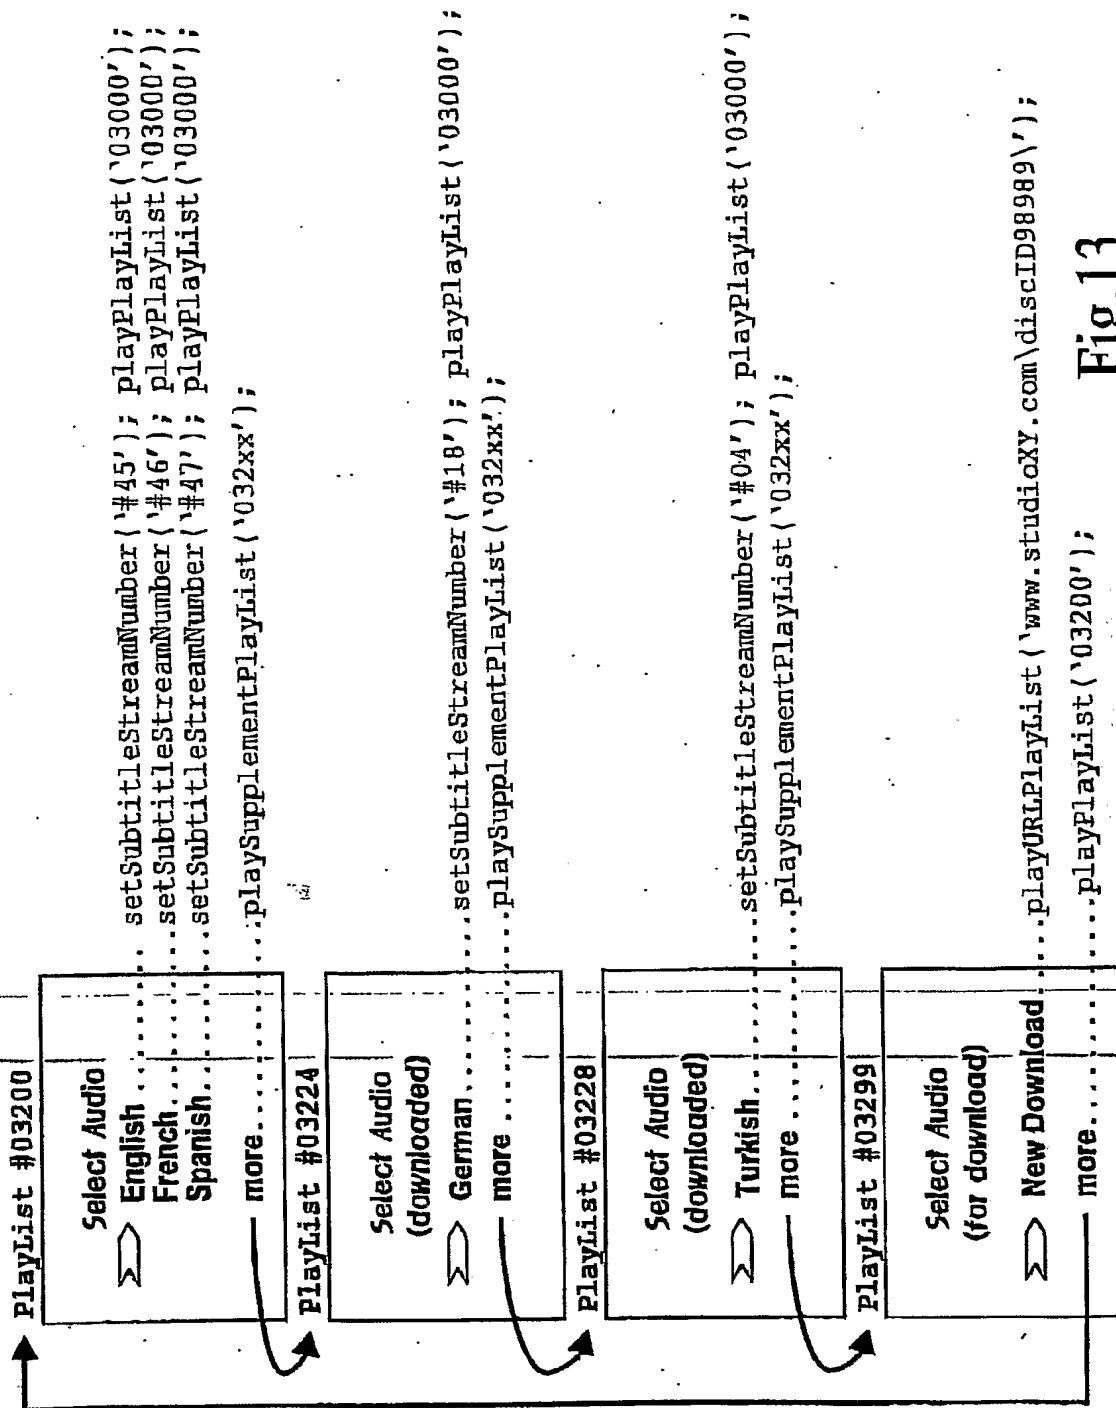 PlayList #03200
Select Audio
English.......... setSubtitleStreamNumber('#45'); playPlayList('03000');
French...........setSubtitleStreamNumber('#46'); playPlayList('03000');
Spanish..........setSubtitleStreamNumber('#47'); playPlayList('03000');
more.............playSupplementPlayList('032xx');
PlayList #03224
Select Audio
(downloaded)
German...........setSubtitleStreamNumber('#18'); playPlayList('03000');
more.............playSupplementPlayList('032xx');
PlayList #03228
Select Audio
(downloaded)
Turkish..........setSubtitleStreamNumber('#04'); playPlayList('03000');
more.............playSupplementPlayList('032xx');
PlayList #03299
Select Audio
(for download)
New Download.....playURLPlayList('www.studioXY.com\discID98989\');
more.............playPlayList('03200');
Fig.13